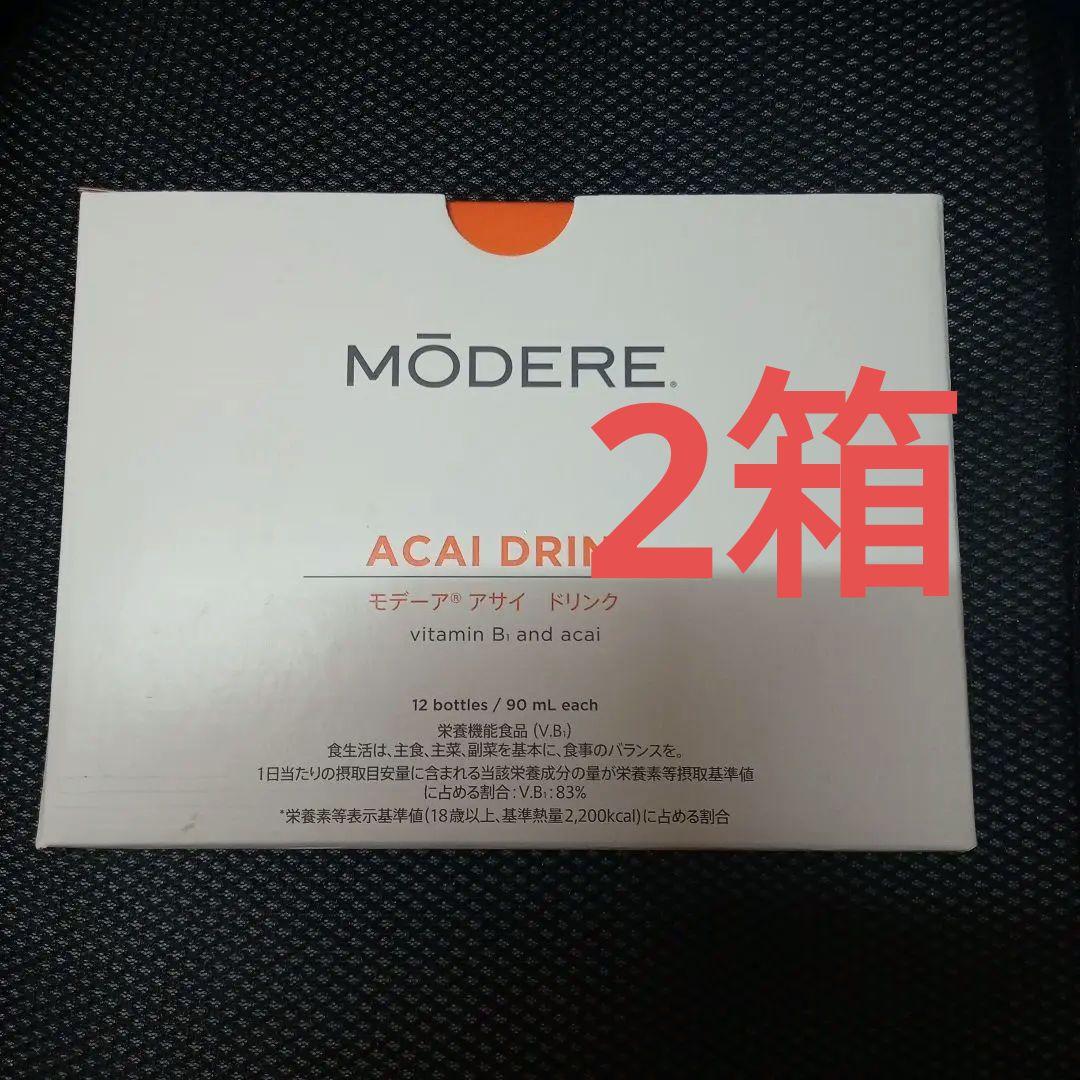 MŌDERE®
2箱
ACAI DRIN
モデーア® アサイ ドリンク
vitamin B₁ and acai
12 bottles / 90 mL each
栄養機能食品 (V.B₁)
食生活は、主食、主菜、副菜を基本に、食事のバランスを。
1日当たりの摂取目安量に含まれる当該栄養成分の量が栄養素等摂取基準値
に占める割合:V.B₁:83%
*栄養素等表示基準値(18歳以上、基準熱量2,200kcal)に占める割合